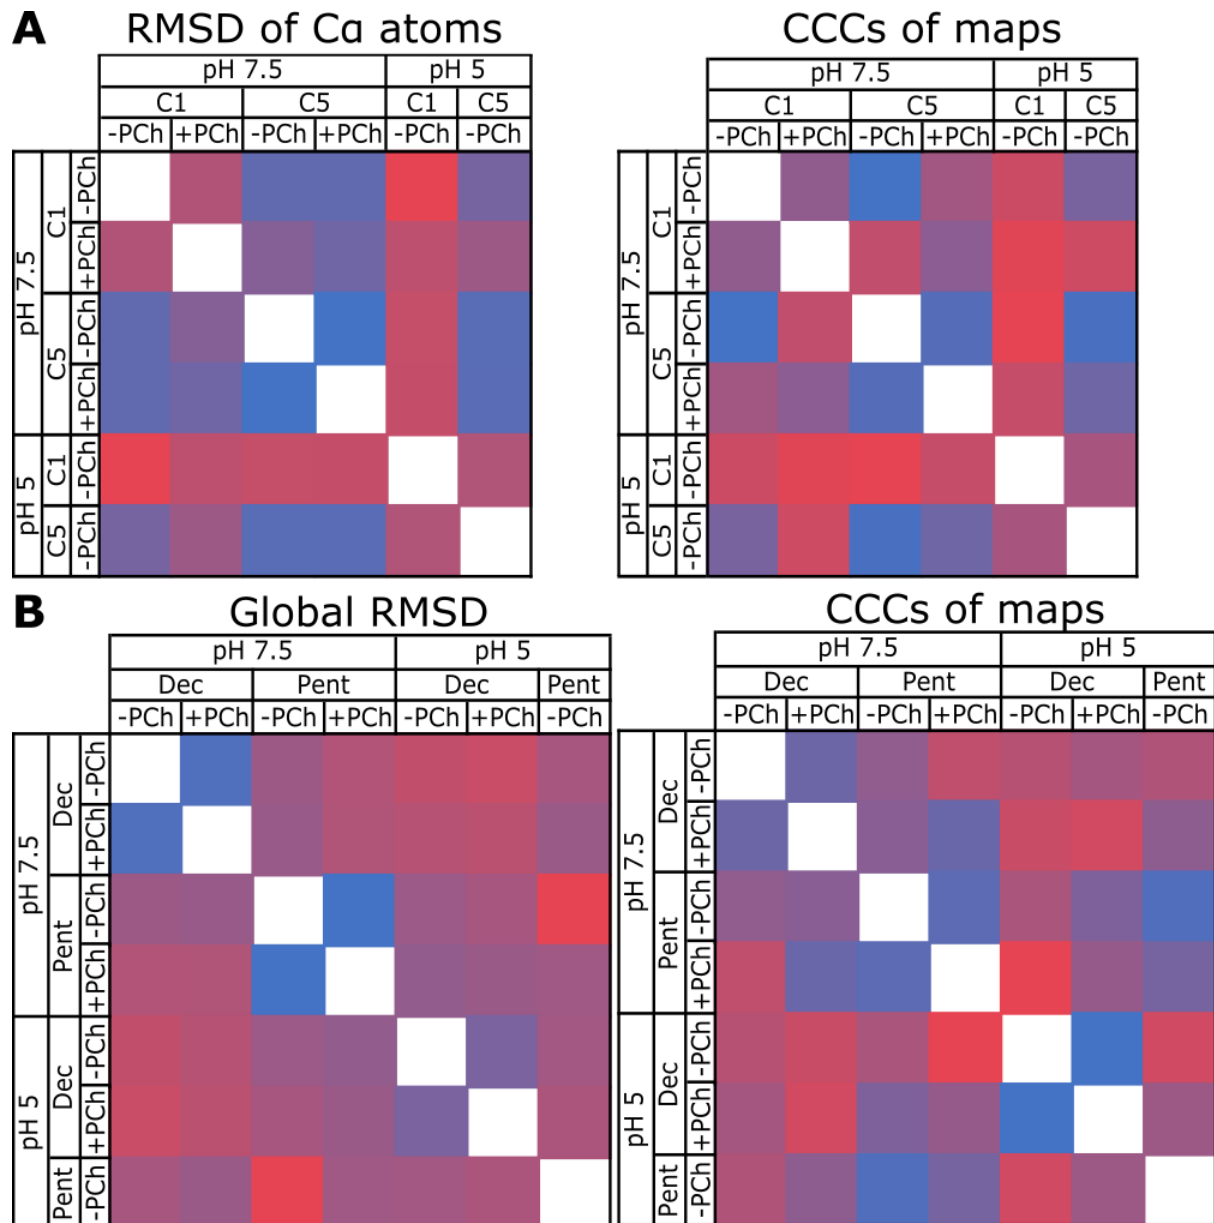 A RMSD of Cα atoms CCCs of maps
pH 7.5 pH 5 pH 7.5 pH 5
C1 C5 C1 C5 C1 C5 C1 C5
-PCh +PCh -PCh +PCh -PCh -PCh -PCh +PCh -PCh +PCh -PCh -PCh
pH 7.5 C1 -PCh pH 7.5 C1 -PCh
+PCh +PCh
C5 -PCh C5 -PCh
+PCh +PCh
pH 5 C1 -PCh pH 5 C1 -PCh
C5 -PCh C5 -PCh
B Global RMSD CCCs of maps
pH 7.5 pH 5 pH 7.5 pH 5
Dec Pent Dec Pent Dec Pent Dec Pent
-PCh +PCh -PCh +PCh -PCh +PCh -PCh -PCh +PCh -PCh +PCh -PCh +PCh -PCh
pH 7.5 Dec -PCh pH 7.5 Dec -PCh
+PCh +PCh
Pent -PCh Pent -PCh
+PCh +PCh
pH 5 Dec -PCh pH 5 Dec -PCh
+PCh +PCh
Pent -PCh Pent -PCh